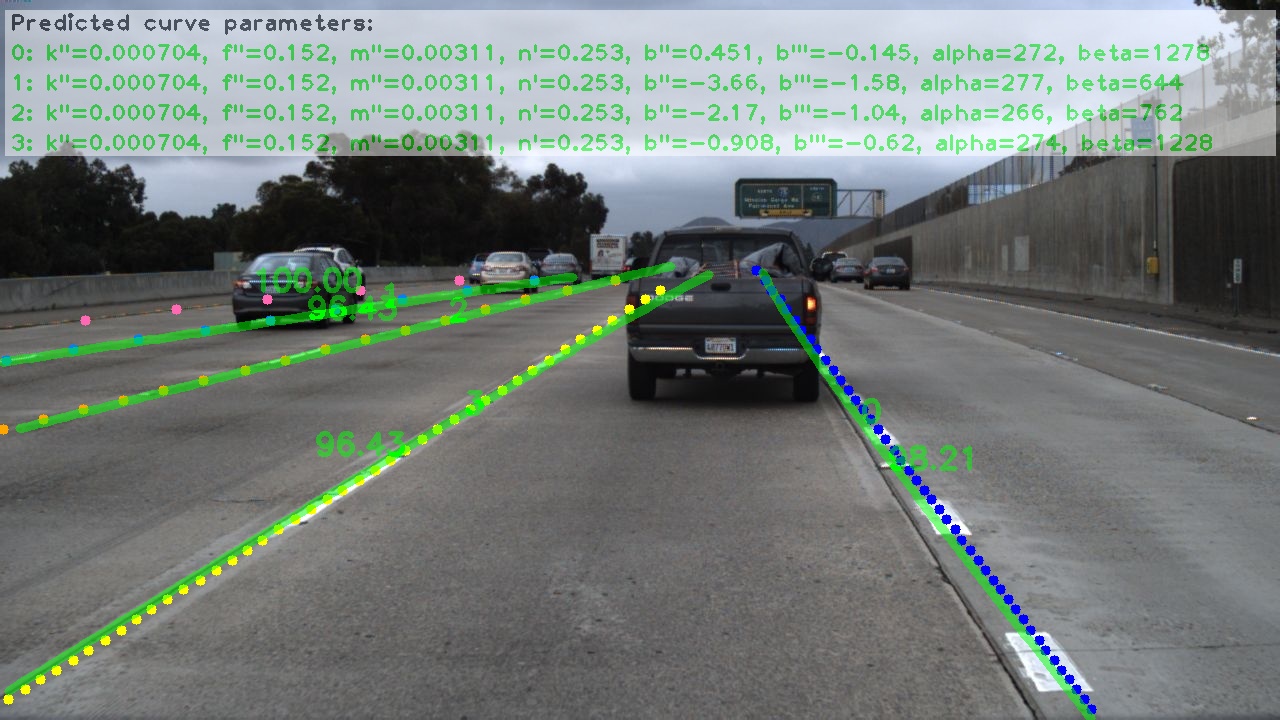 Predicted curve parameters:
0: k''=0.000704, f''=0.152, m''=0.00311, n'=0.253, b''=0.451, b'''=-0.145, alpha=272, beta=1278
1: k''=0.000704, f''=0.152, m''=0.00311, n'=0.253, b''=-3.66, b'''=-1.58, alpha=277, beta=644
2: k''=0.000704, f''=0.152, m''=0.00311, n'=0.253, b''=-2.17, b'''=-1.04, alpha=266, beta=762
3: k''=0.000704, f''=0.152, m''=0.00311, n'=0.253, b''=-0.908, b'''=-0.62, alpha=274, beta=1228
100.00
1
96.43
2
DODGE
3
0
96.43
8.21